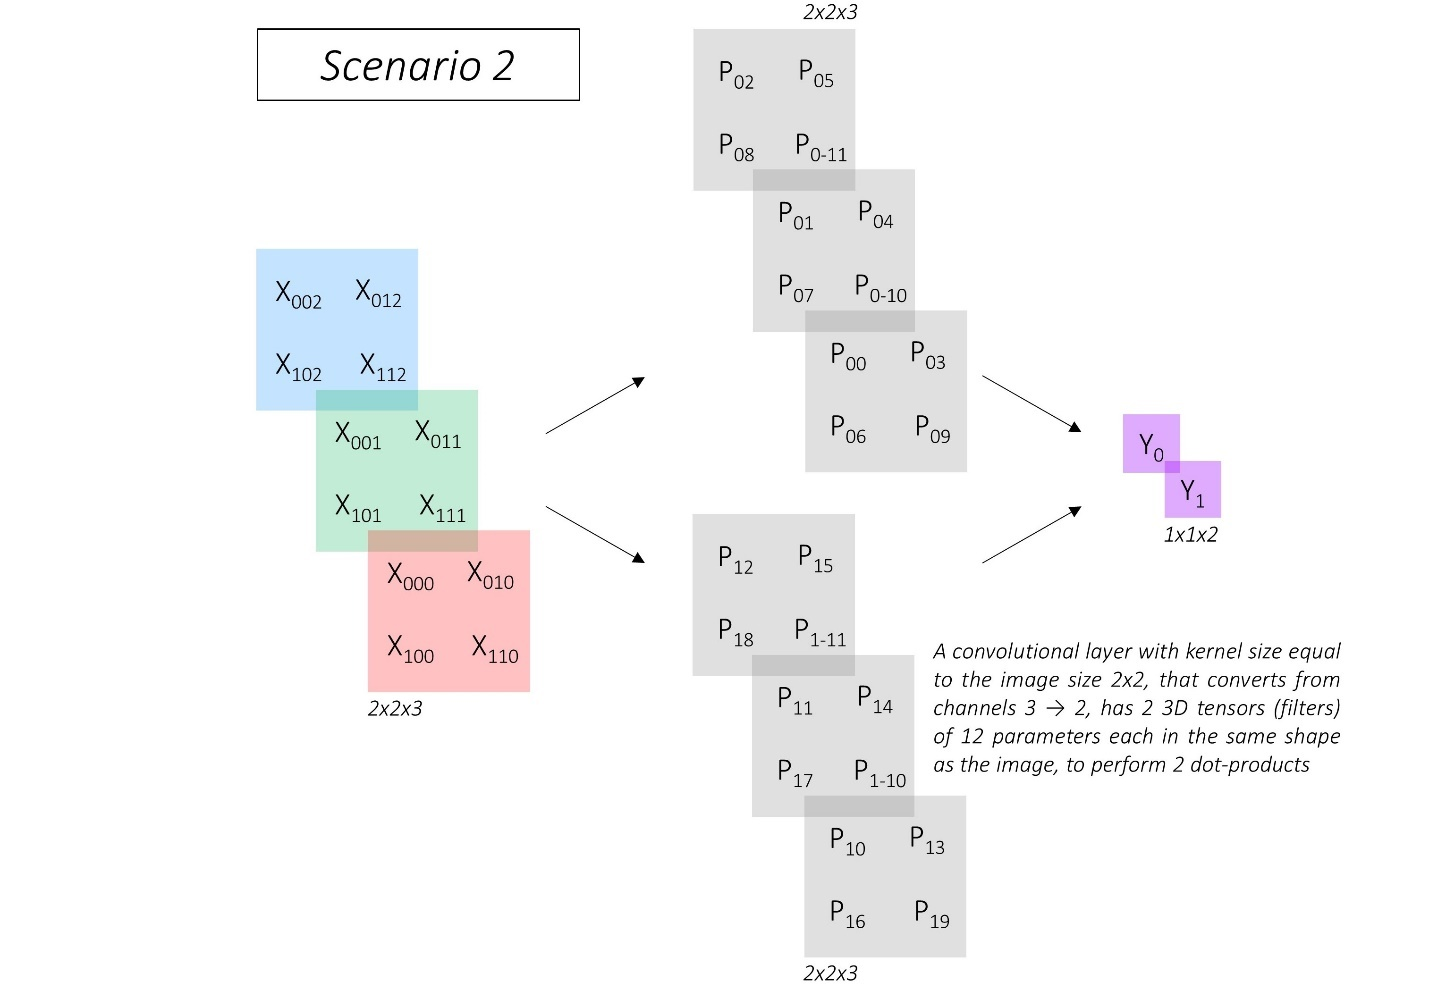 Scenario 2
2x2x3
P02 P05
P08 P0-11
P01 P04
P07 P0-10
P00 P03
P06 P09
X002 X012
X102 X112
X001 X011
X101 X111
X000 X010
X100 X110
2x2x3
P12 P15
P18 P1-11
P11 P14
P17 P1-10
P10 P13
P16 P19
2x2x3
Y0
Y1
1x1x2
A convolutional layer with kernel size equal
to the image size 2x2, that converts from
channels 3 → 2, has 2 3D tensors (filters)
of 12 parameters each in the same shape
as the image, to perform 2 dot-products